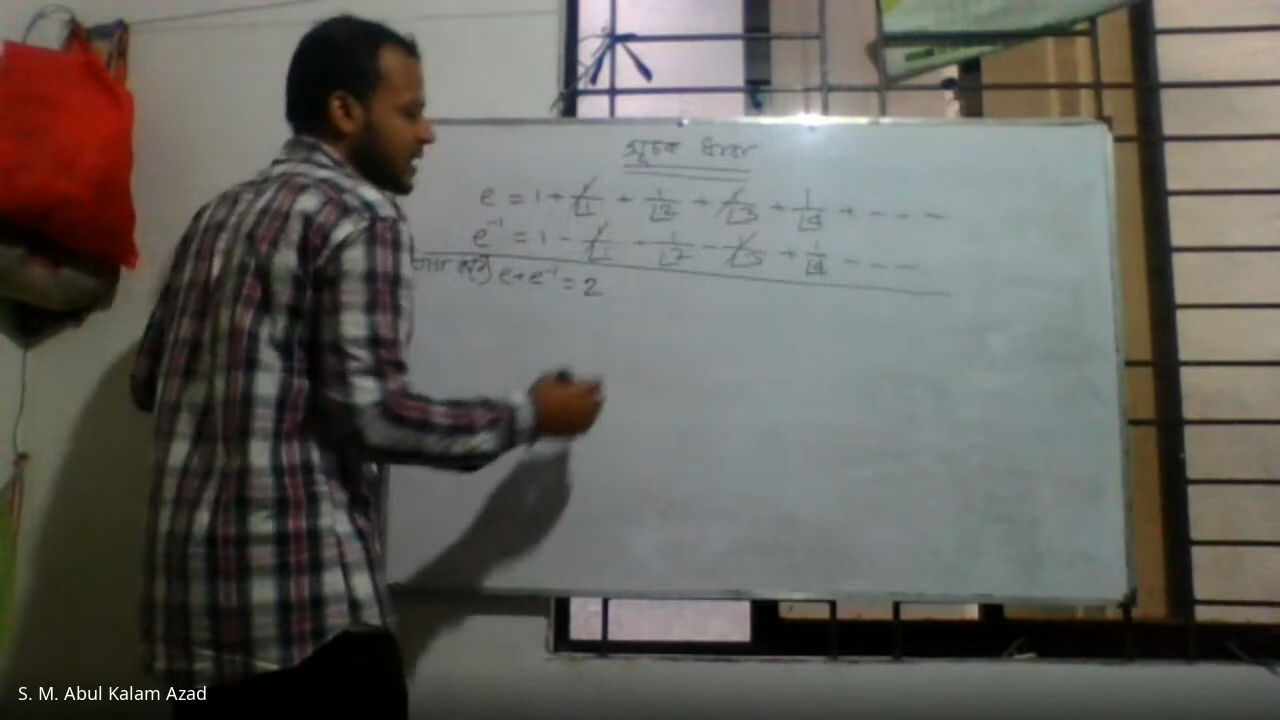 সূচক ধারা
e = 1 + 1/⌊1 + 1/⌊2 + 1/⌊3 + 1/⌊4 + - - -
e⁻¹ = 1 - 1/⌊1 + 1/⌊2 - 1/⌊3 + 1/⌊4 - - -
যোগ করে, e+e⁻¹ = 2
S. M. Abul Kalam Azad